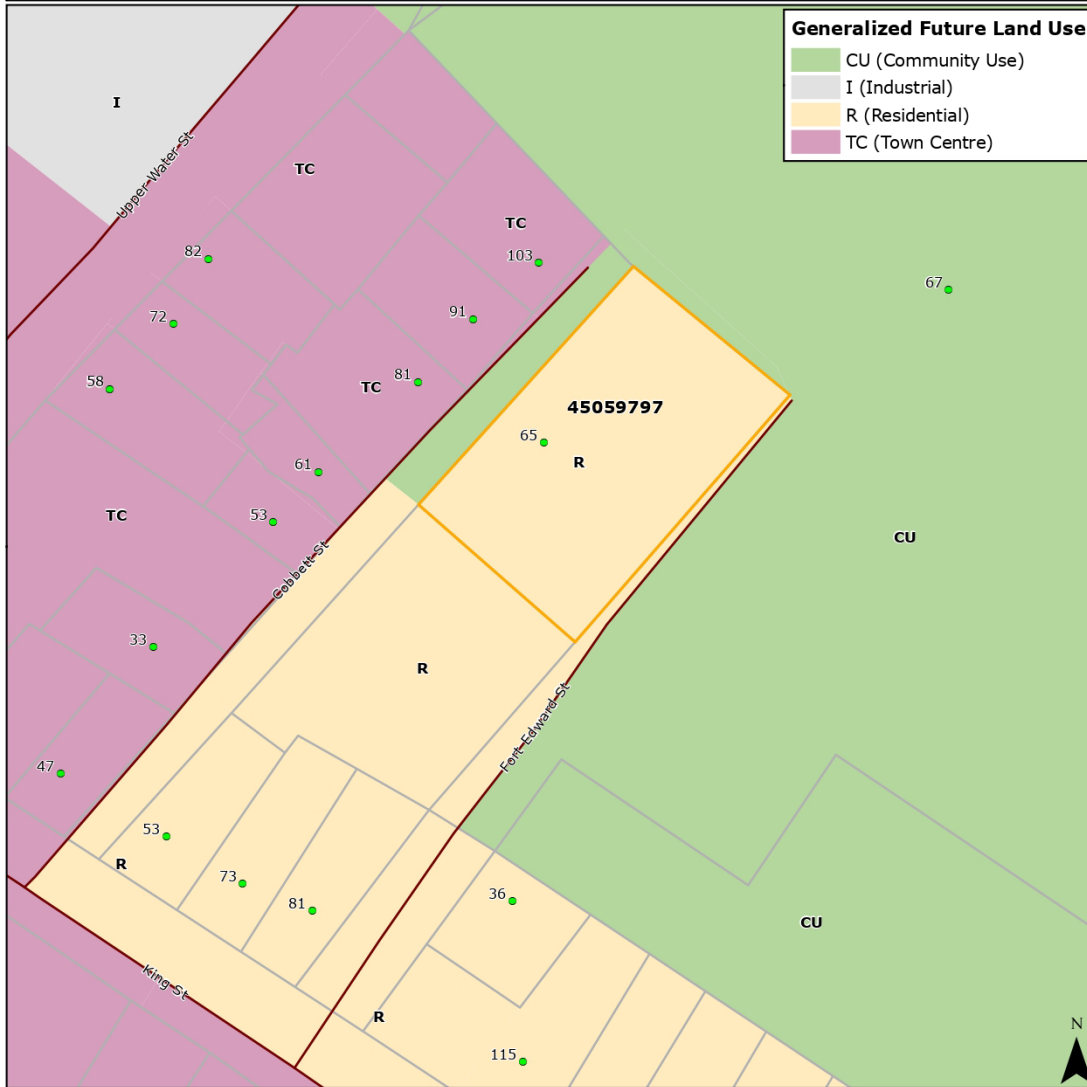 Generalized Future Land Use
CU (Community Use)
I (Industrial)
R (Residential)
TC (Town Centre)
I
Upper Water St
TC
TC
82
103
67
72
91
58
TC
81
45059797
65
R
61
TC
53
CU
Cobbett St
33
R
Fort Edward St
47
53
R
73
81
36
CU
King St
R
115
N